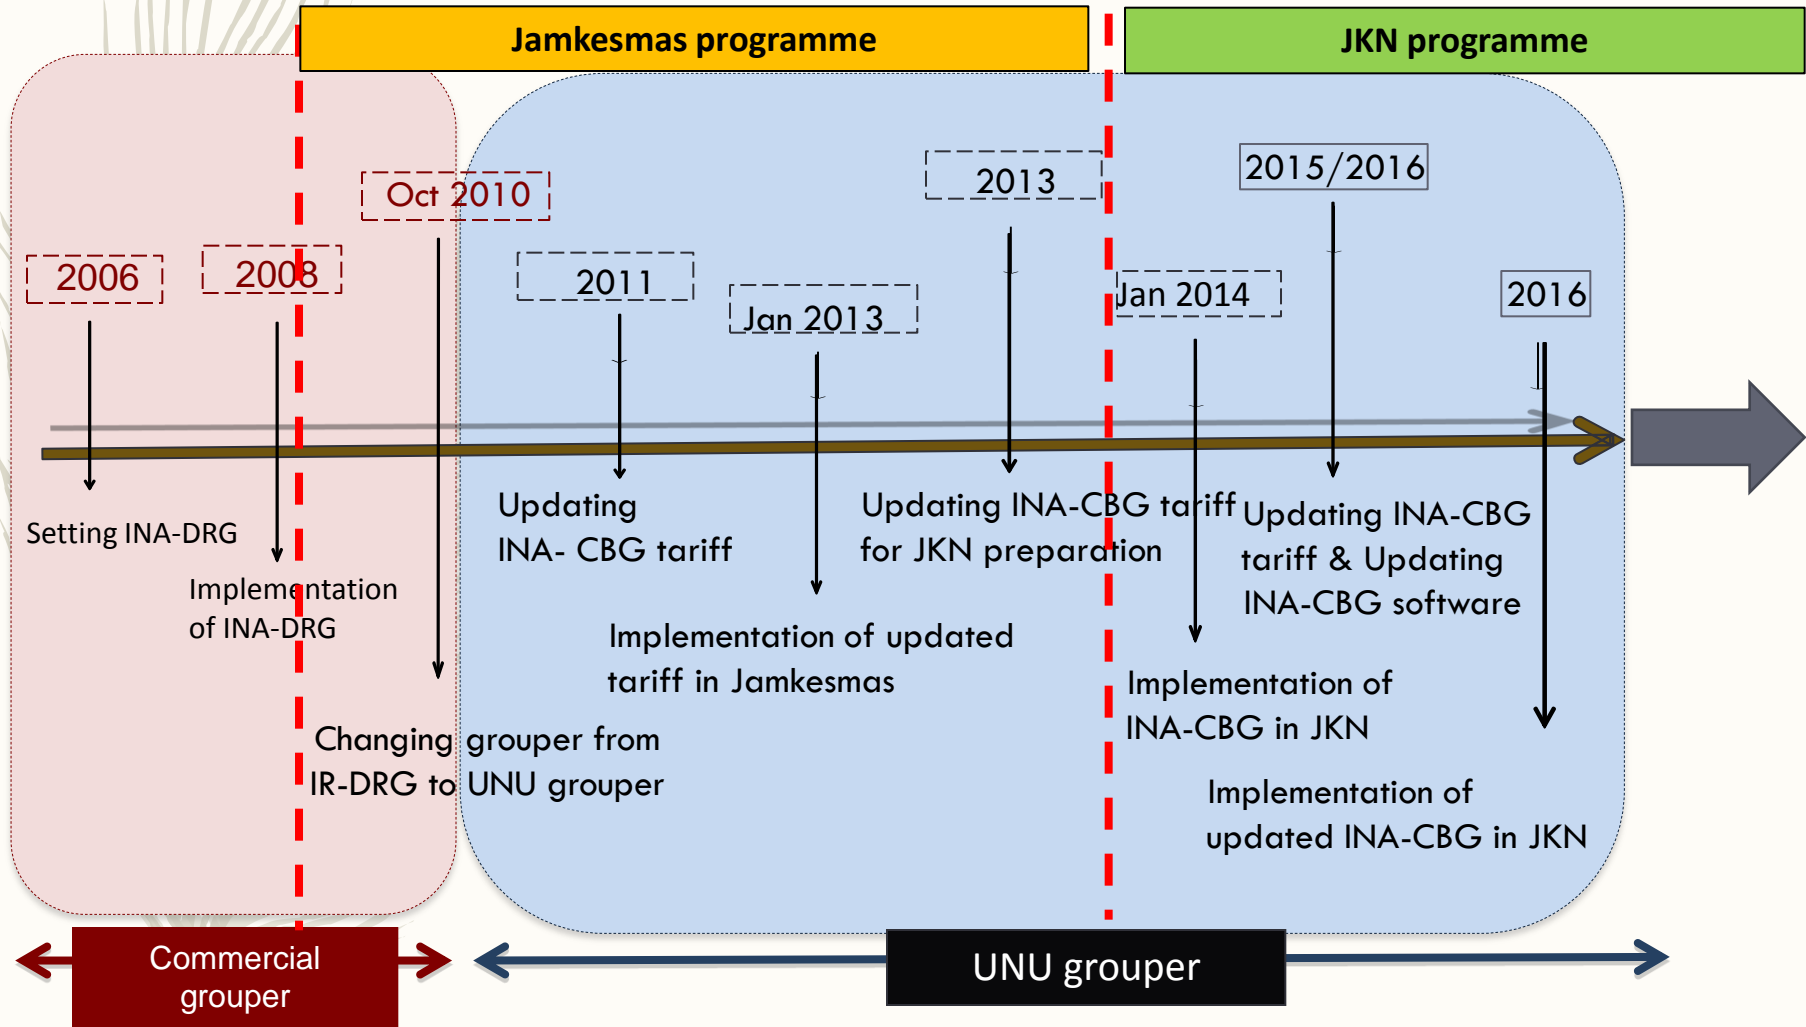 Jamkesmas programme
JKN programme
2006
2008
Oct 2010
2011
Jan 2013
2013
Jan 2014
2015/2016
2016
Setting INA-DRG
Implementation
of INA-DRG
Changing grouper from
IR-DRG to UNU grouper
Updating
INA- CBG tariff
Implementation of updated
tariff in Jamkesmas
Updating INA-CBG tariff
for JKN preparation
Implementation of
INA-CBG in JKN
Updating INA-CBG
tariff & Updating
INA-CBG software
Implementation of
updated INA-CBG in JKN
Commercial
grouper
UNU grouper